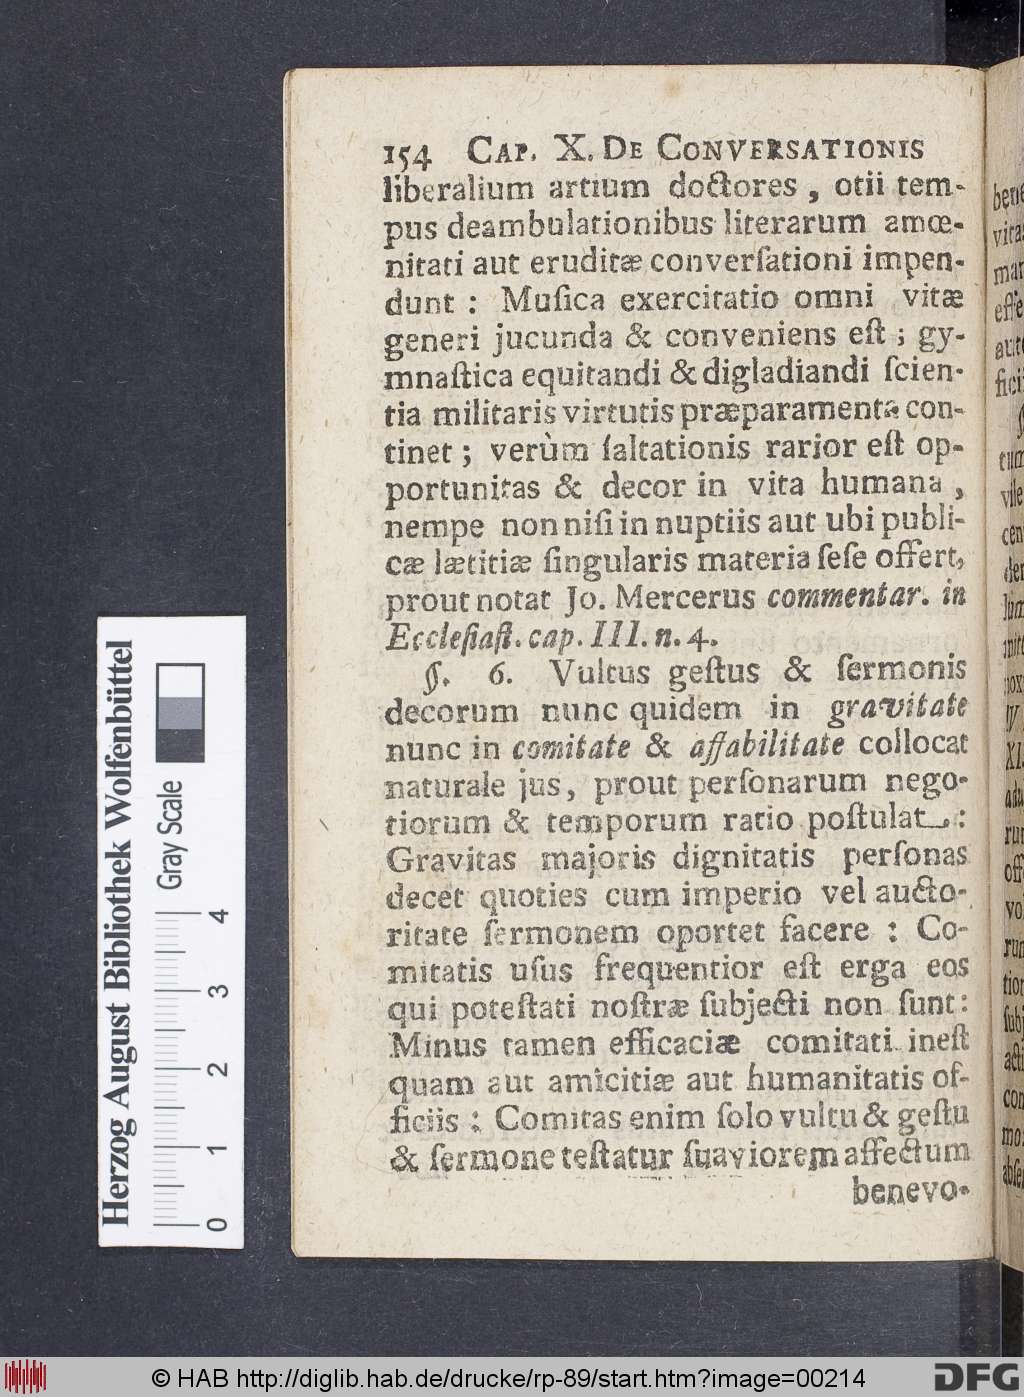 154 CAP. X. DE CONVERSATIONIS
liberalium artium doctores, otii tem-
pus deambulationibus literarum amœ-
nitati aut eruditæ converſationi impen-
dunt : Muſica exercitatio omni vitæ
generi jucunda & conveniens eſt ; gy-
mnaſtica equitandi & digladiandi ſcien-
tia militaris virtutis præparamenta con-
tinet ; verùm ſaltationis rarior eſt op-
portunitas & decor in vita humana ,
nempe non niſi in nuptiis aut ubi publi-
cæ lætitiæ ſingularis materia ſeſe offert,
prout notat Jo. Mercerus commentar. in
Eccleſiaſt. cap. III. n. 4.
§. 6. Vultus geſtus & ſermonis
decorum nunc quidem in gravitate
nunc in comitate & affabilitate collocat
naturale jus, prout perſonarum nego-
tiorum & temporum ratio poſtulat :
Gravitas majoris dignitatis perſonas
decet quoties cum imperio vel aucto-
ritate ſermonem oportet facere : Co-
mitatis uſus frequentior eſt erga eos
qui poteſtati noſtræ ſubjecti non ſunt :
Minus tamen efficaciæ comitati ineſt
quam aut amicitiæ aut humanitatis of-
ficiis : Comitas enim ſolo vultu & geſtu
& ſermone teſtatur ſuaviorem affectum
benevo-
Herzog August Bibliothek Wolfenbüttel
Gray Scale
0 1 2 3 4
© HAB http://diglib.hab.de/drucke/rp-89/start.htm?image=00214
DFG